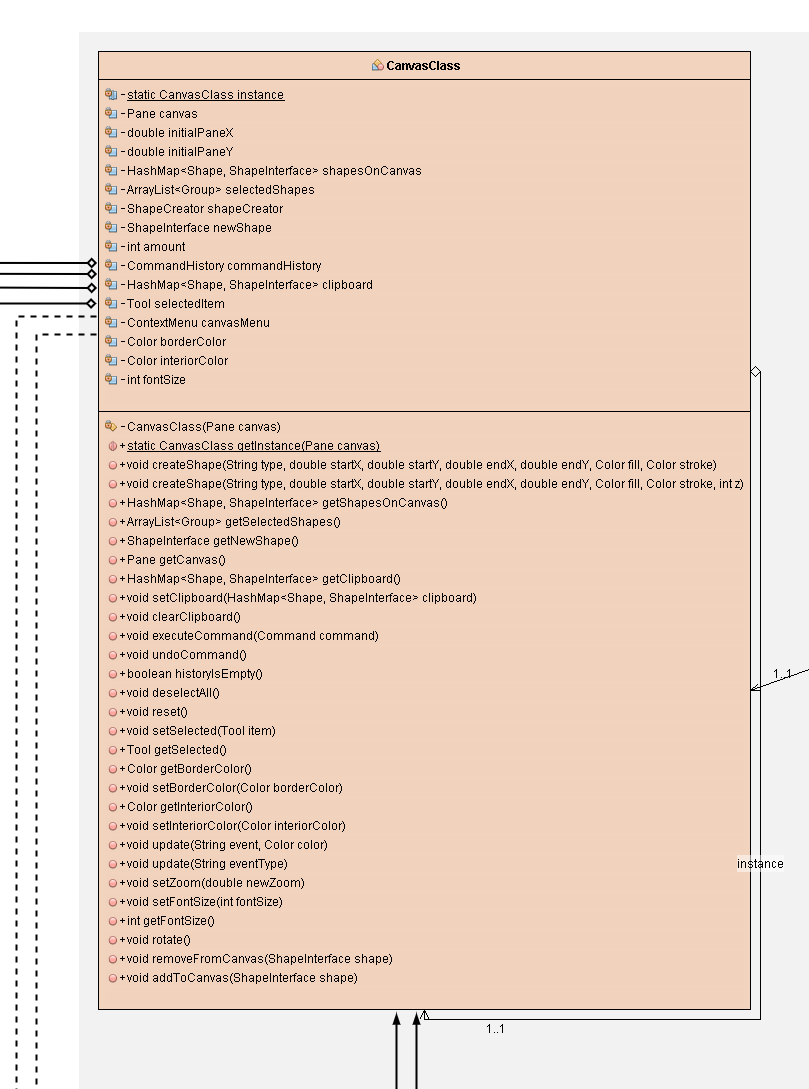 CanvasClass
-static CanvasClass instance
-Pane canvas
-double initialPaneX
-double initialPaneY
-HashMap<Shape, ShapeInterface> shapesOnCanvas
-ArrayList<Group> selectedShapes
-ShapeCreator shapeCreator
-ShapeInterface newShape
-int amount
-CommandHistory commandHistory
-HashMap<Shape, ShapeInterface> clipboard
-Tool selectedItem
-ContextMenu canvasMenu
-Color borderColor
-Color interiorColor
-int fontSize
-CanvasClass(Pane canvas)
+static CanvasClass getInstance(Pane canvas)
+void createShape(String type, double startX, double startY, double endX, double endY, Color fill, Color stroke)
+void createShape(String type, double startX, double startY, double endX, double endY, Color fill, Color stroke, int z)
+HashMap<Shape, ShapeInterface> getShapesOnCanvas()
+ArrayList<Group> getSelectedShapes()
+ShapeInterface getNewShape()
+Pane getCanvas()
+HashMap<Shape, ShapeInterface> getClipboard()
+void setClipboard(HashMap<Shape, ShapeInterface> clipboard)
+void clearClipboard()
+void executeCommand(Command command)
+void undoCommand()
+boolean historyIsEmpty()
+void deselectAll()
+void reset()
+void setSelected(Tool item)
+Tool getSelected()
+Color getBorderColor()
+void setBorderColor(Color borderColor)
+Color getInteriorColor()
+void setInteriorColor(Color interiorColor)
+void update(String event, Color color)
+void update(String eventType)
+void setZoom(double newZoom)
+void setFontSize(int fontSize)
+int getFontSize()
+void rotate()
+void removeFromCanvas(ShapeInterface shape)
+void addToCanvas(ShapeInterface shape)
1..1
instance
1..1